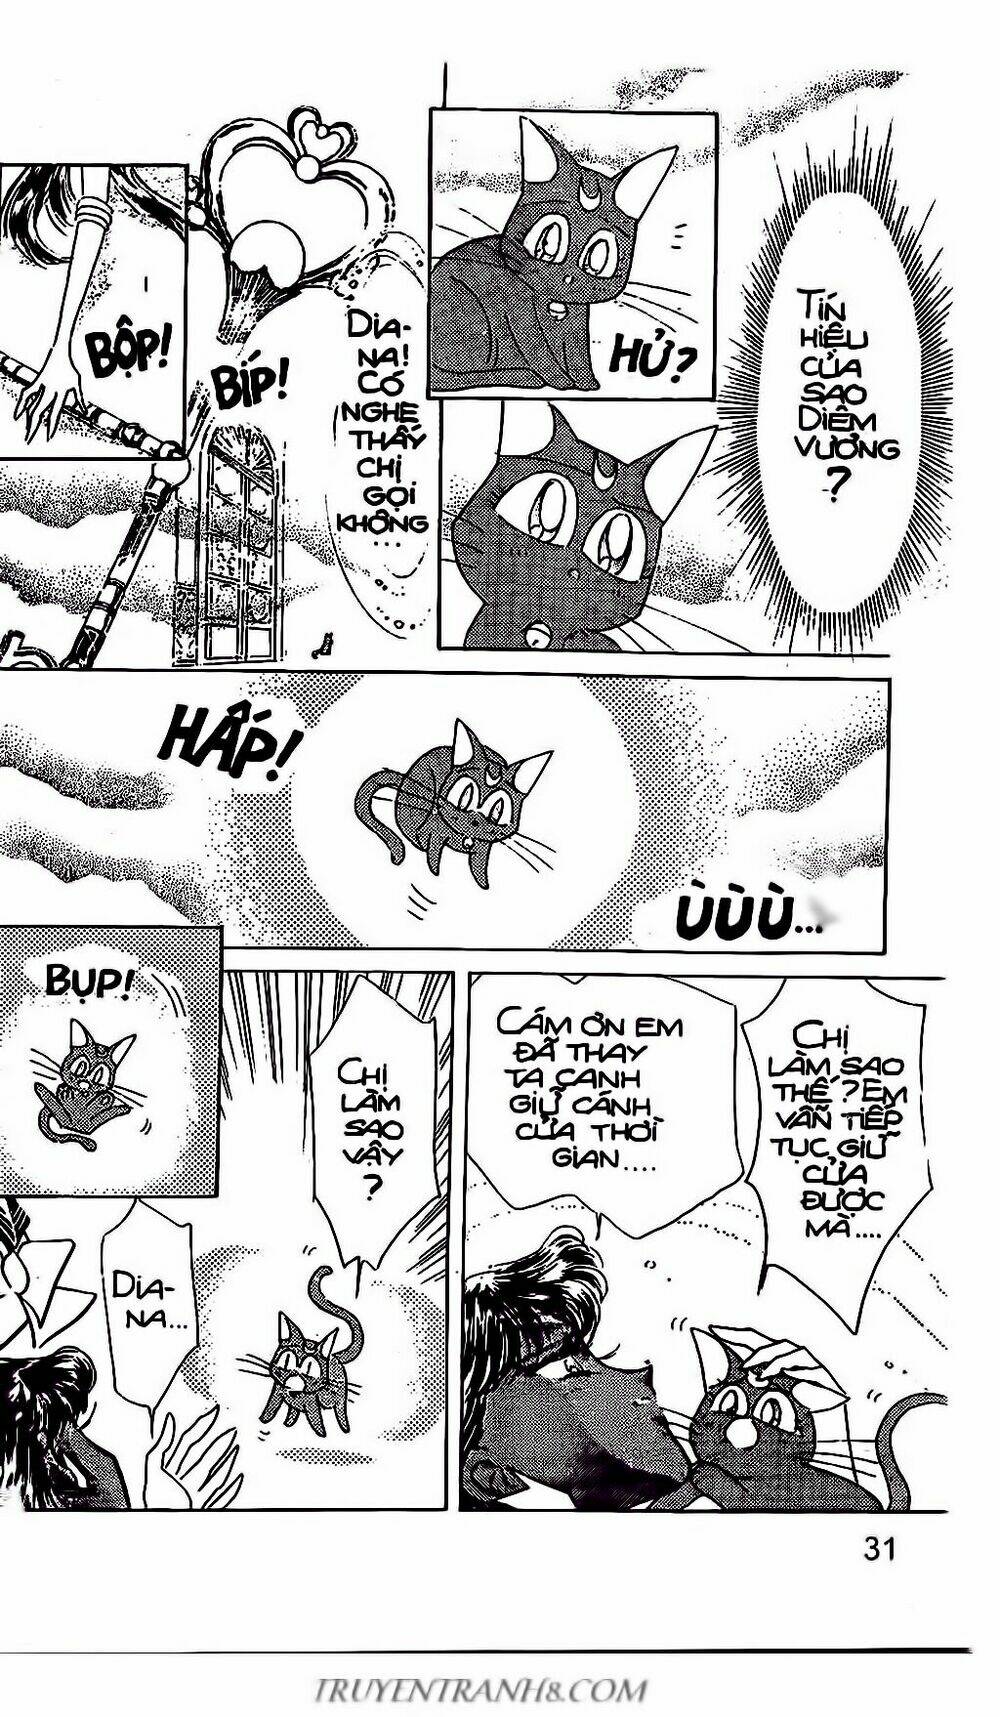 TÍN
HIỆU
CỦA
SAO
DIÊM
VƯƠNG
?
HỬ?
DIA-
NA!
CÓ
NGHE
THẤY
CHỊ
GỌI
KHÔNG
...
BÍP!
BỘP!
HẤP!
ÙÙÙ...
BỤP!
CHỊ
LÀM SAO
THẾ? EM
VẪN TIẾP
TỤC GIỮ
CỬA
ĐƯỢC
MÀ....
CÁM ƠN EM
ĐÃ THAY
TA CANH
GIỮ CÁNH
CỬA THỜI
GIAN....
CHỊ
LÀM
SAO
VẬY
?
DIA-
NA...
31
TRUYENTRANH8.COM